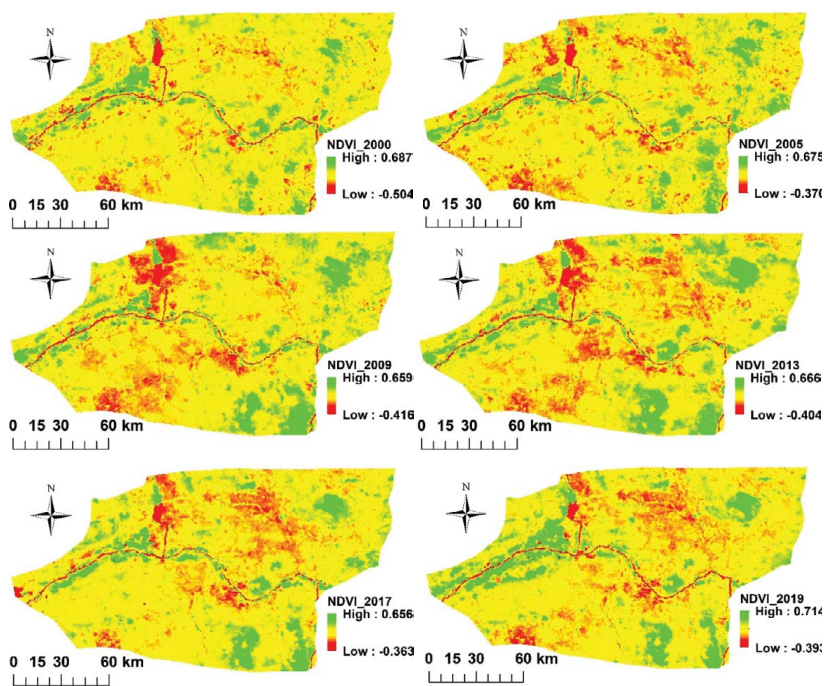 NDVI_2000
High : 0.687
Low : -0.504
0 15 30 60 km
NDVI_2005
High : 0.675
Low : -0.370
0 15 30 60 km
NDVI_2009
High : 0.659
Low : -0.416
0 15 30 60 km
NDVI_2013
High : 0.666
Low : -0.404
0 15 30 60 km
NDVI_2017
High : 0.656
Low : -0.363
0 15 30 60 km
NDVI_2019
High : 0.714
Low : -0.393
0 15 30 60 km